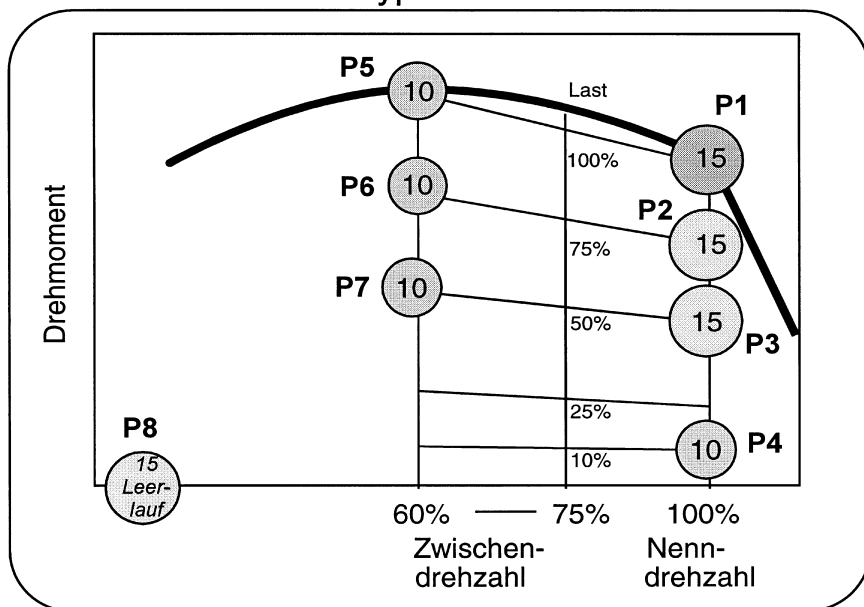 P5
10
Last
P1
15
100%
P6
10
P2
15
75%
P7
10
50%
15
P3
25%
P8
15
Leer-
lauf
10
P4
10%
Drehmoment
60% — 75% 100%
Zwischen-
drehzahl
Nenn-
drehzahl